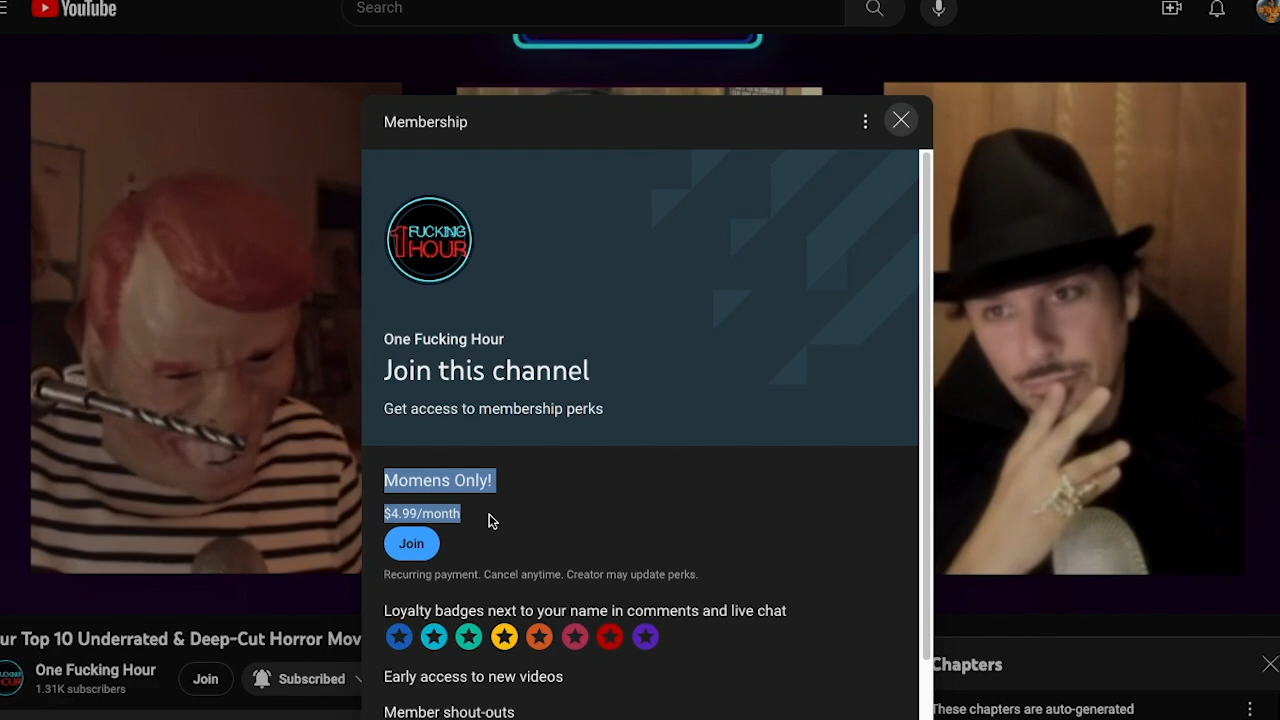 YouTube
Search
Membership
1 FUCKING
HOUR
One Fucking Hour
Join this channel
Get access to membership perks
Momens Only!
$4.99/month
Join
Recurring payment. Cancel anytime. Creator may update perks.
Loyalty badges next to your name in comments and live chat
Early access to new videos
Member shout-outs
ur Top 10 Underrated & Deep-Cut Horror Mov
One Fucking Hour
1.31K subscribers
Join
Subscribed
Chapters
These chapters are auto-generated